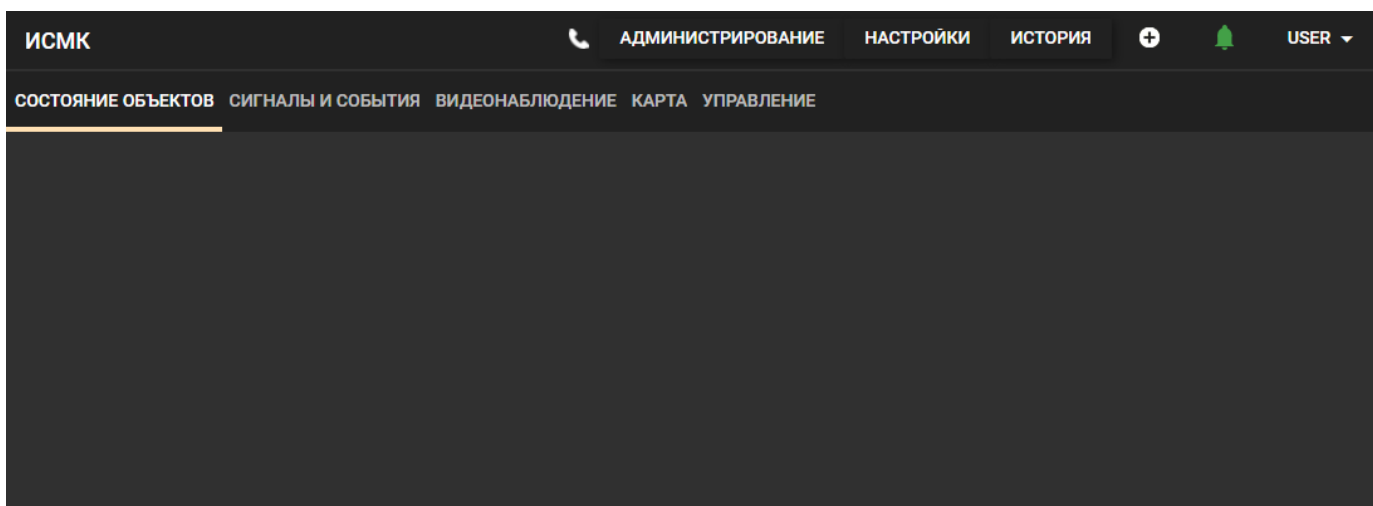 ИСМК АДМИНИСТРИРОВАНИЕ НАСТРОЙКИ ИСТОРИЯ USER
СОСТОЯНИЕ ОБЪЕКТОВ СИГНАЛЫ И СОБЫТИЯ ВИДЕОНАБЛЮДЕНИЕ КАРТА УПРАВЛЕНИЕ